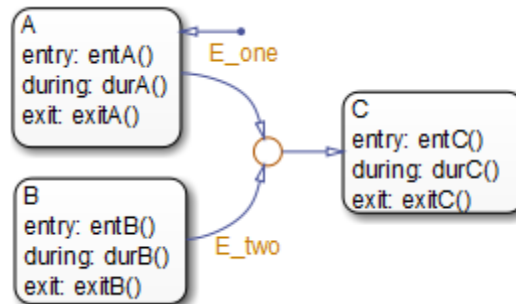 A
entry: entA()
during: durA()
exit: exitA()
E_one
C
entry: entC()
during: durC()
exit: exitC()
B
entry: entB()
during: durB()
exit: exitB()
E_two